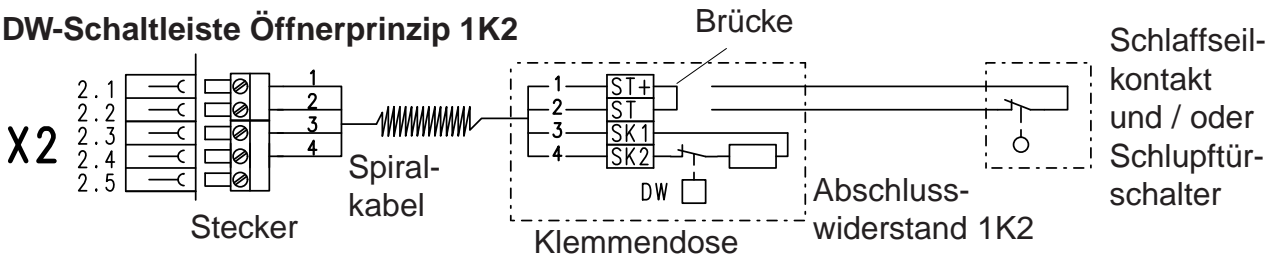 DW-Schaltleiste Öffnerprinzip 1K2
Brücke
Schlaffseil-
kontakt
und / oder
Schlupftür-
schalter
X2
2.1
2.2
2.3
2.4
2.5
1
2
3
4
Stecker
Spiral-
kabel
1 ST+
2 ST
3 SK1
4 SK2
DW
Klemmendose
Abschluss-
widerstand 1K2